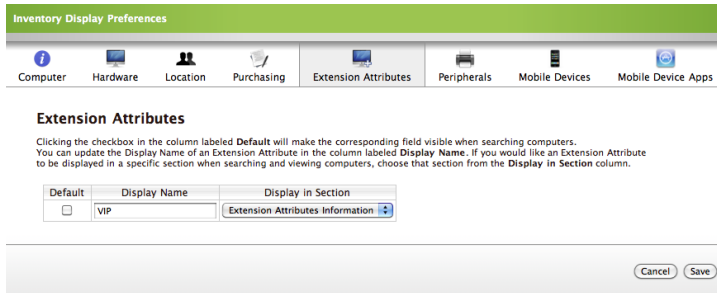 Inventory Display Preferences
Computer Hardware Location Purchasing Extension Attributes Peripherals Mobile Devices Mobile Device Apps
Extension Attributes
Clicking the checkbox in the column labeled Default will make the corresponding field visible when searching computers.
You can update the Display Name of an Extension Attribute in the column labeled Display Name. If you would like an Extension Attribute
to be displayed in a specific section when searching and viewing computers, choose that section from the Display in Section column.
Default Display Name Display in Section
VIP Extension Attributes Information
Cancel Save